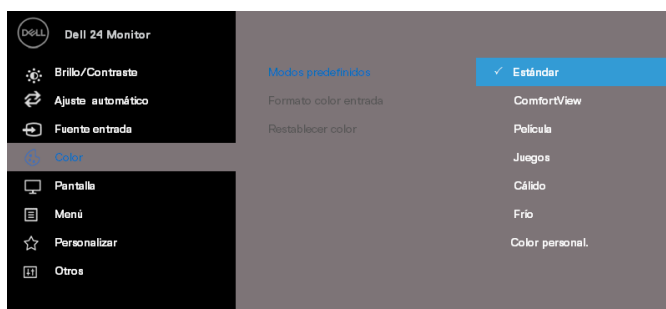 DELL Dell 24 Monitor
Brillo/Contraste
Ajuste automático
Fuente entrada
Color
Pantalla
Menú
Personalizar
Otros
Modos predefinidos
Formato color entrada
Restablecer color
✓ Estándar
ComfortView
Película
Juegos
Cálido
Frío
Color personal.